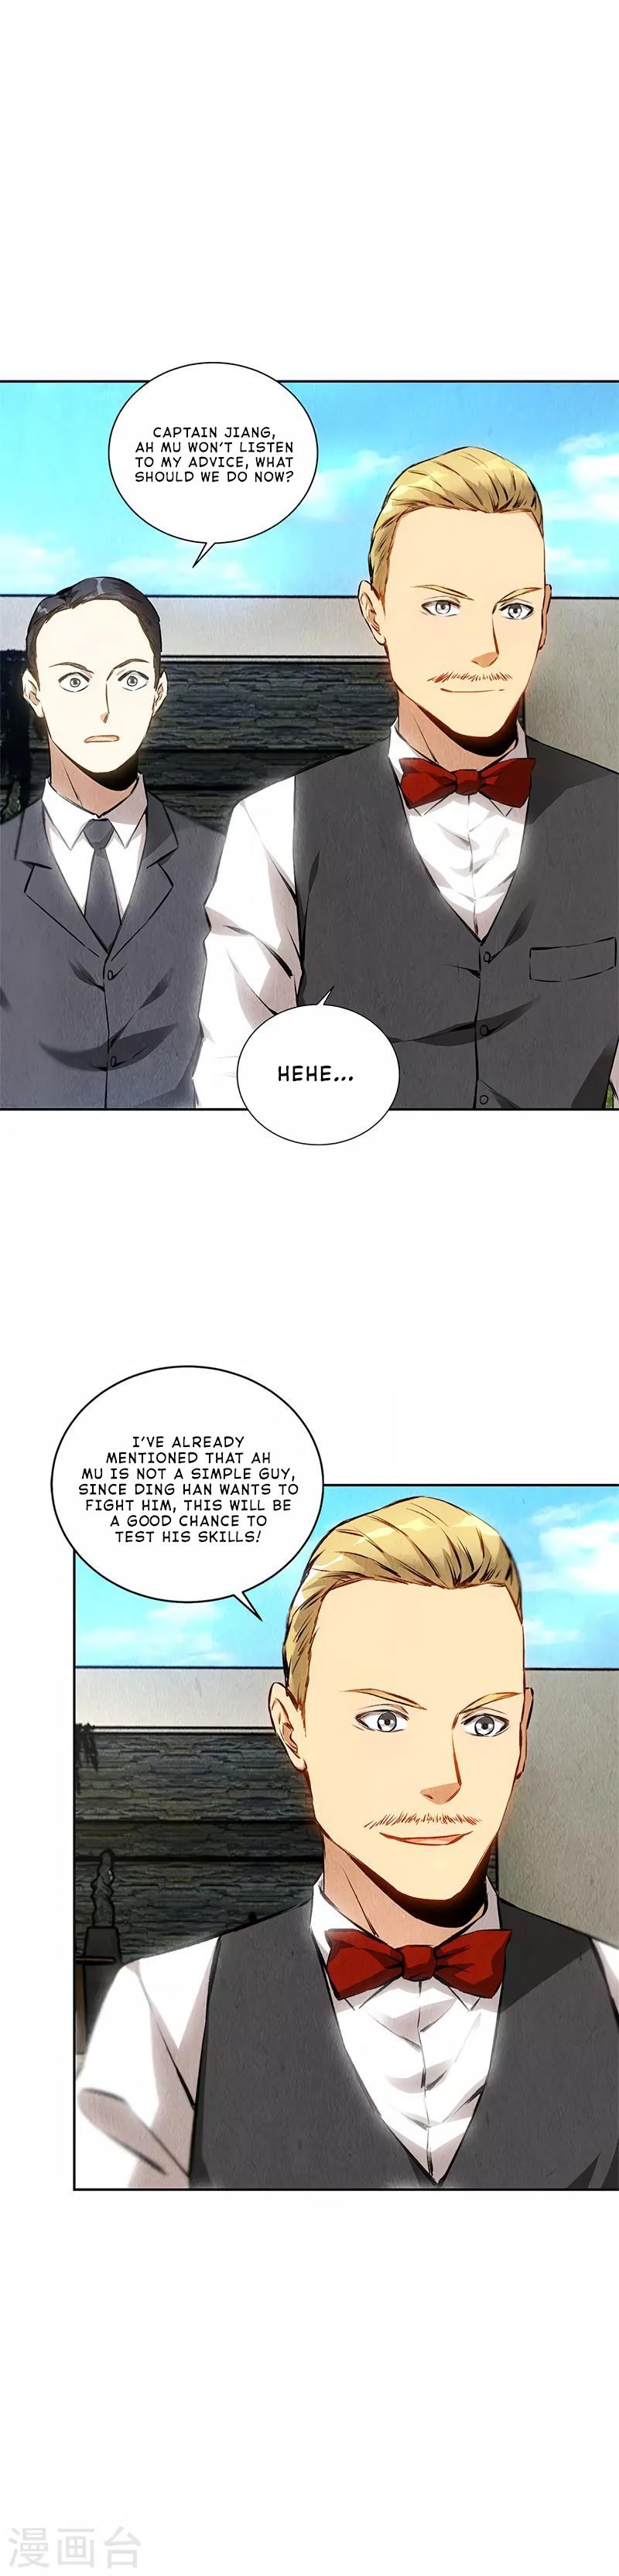 CAPTAIN JIANG,
AH MU WON'T LISTEN
TO MY ADVICE, WHAT
SHOULD WE DO NOW?
HEHE...
I'VE ALREADY
MENTIONED THAT AH
MU IS NOT A SIMPLE GUY,
SINCE DING HAN WANTS TO
FIGHT HIM, THIS WILL BE
A GOOD CHANCE TO
TEST HIS SKILLS!
漫画台